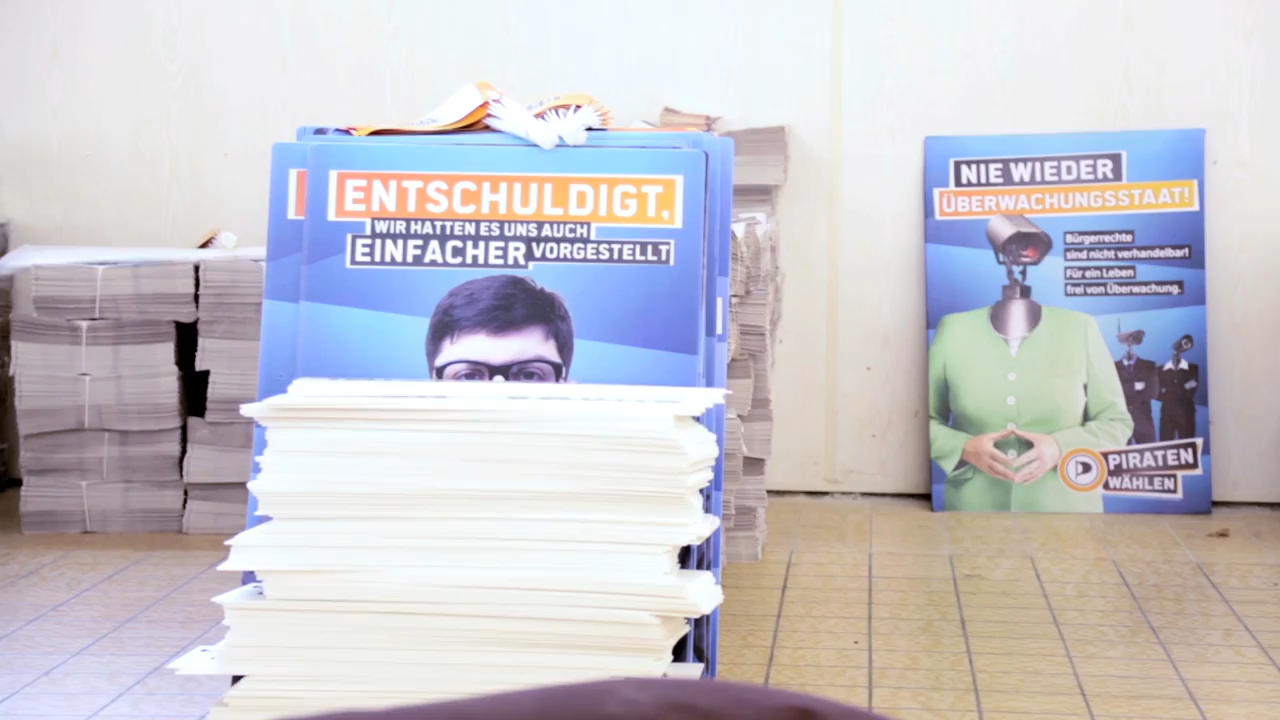 ENTSCHULDIGT,
WIR HATTEN ES UNS AUCH
EINFACHER VORGESTELLT
NIE WIEDER
ÜBERWACHUNGSSTAAT!
Bürgerrechte
sind nicht verhandelbar!
Für ein Leben
frei von Überwachung.
PIRATEN
WÄHLEN